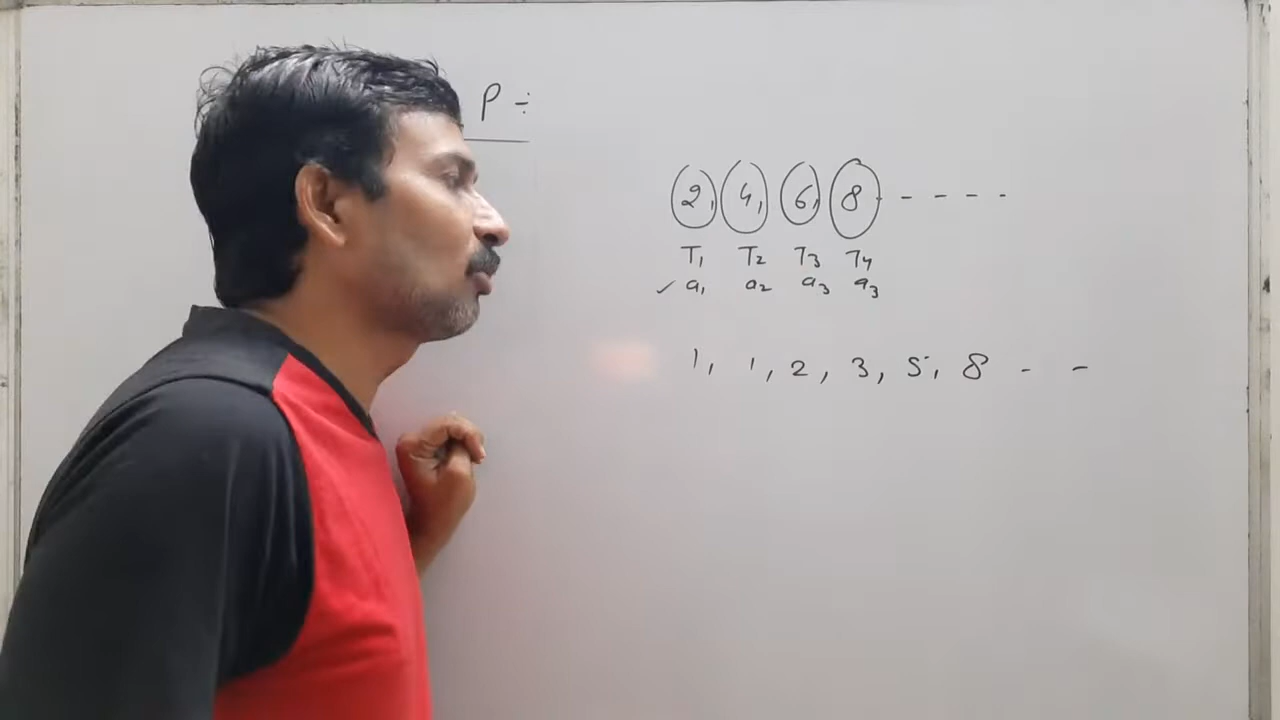 P ÷
2, 4, 6, 8 - - - -
T1 T2 T3 T4
✓ a1 a2 a3 a3
1, 1, 2, 3, 5, 8 - -